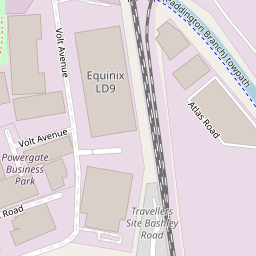 Paddington Branch) towpath
Volt Avenue
Equinix
LD9
Atlas Road
Volt Avenue
Powergate
Business
Park
Travellers
Site Bashley
Road
Road